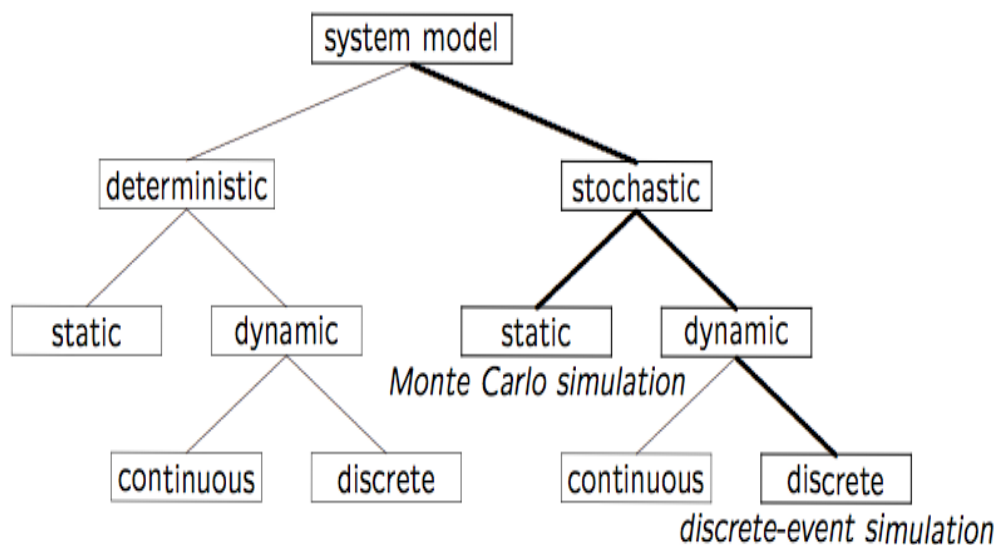 system model
deterministic
stochastic
static
dynamic
static
dynamic
Monte Carlo simulation
continuous
discrete
continuous
discrete
discrete-event simulation